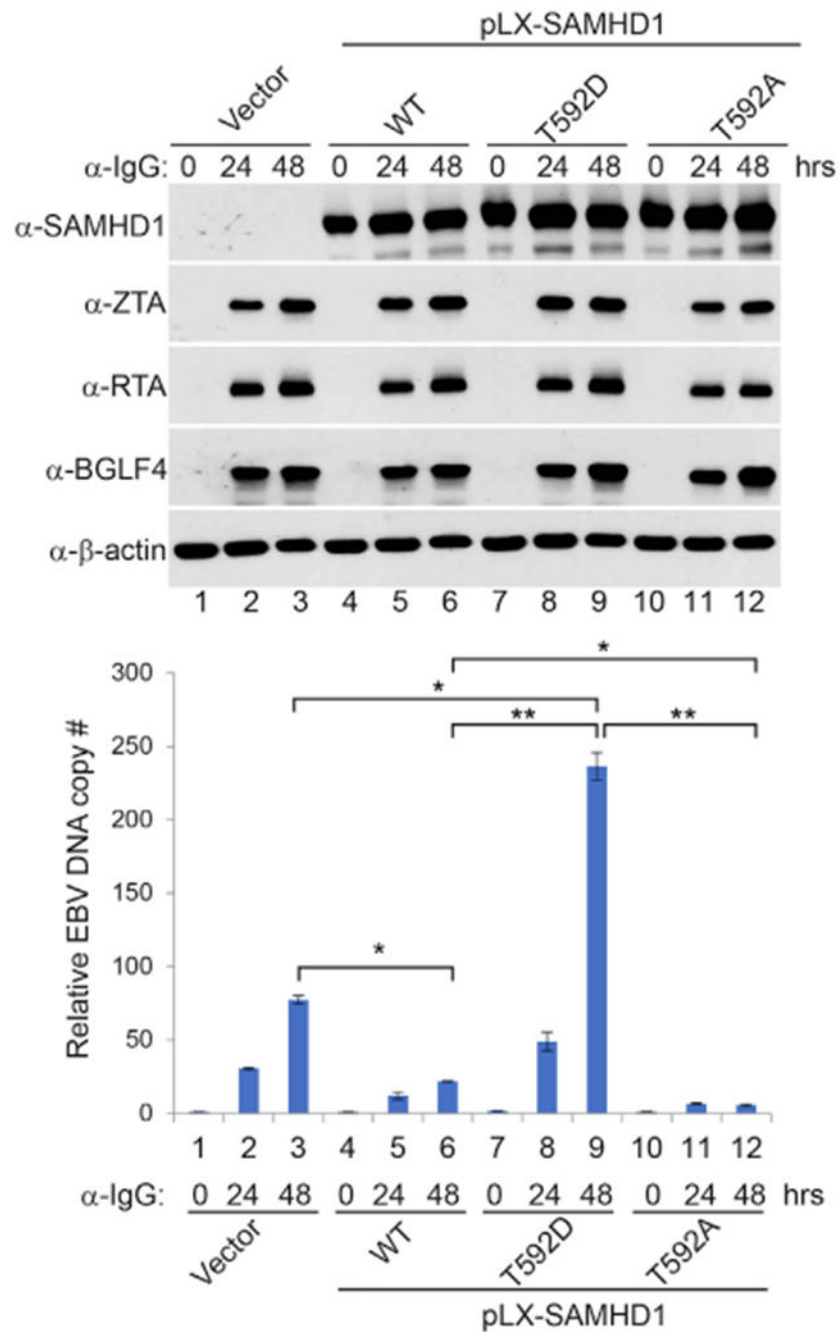 pLX-SAMHD1
Vector WT T592D T592A
α-IgG: 0 24 48 0 24 48 0 24 48 0 24 48 hrs
α-SAMHD1
α-ZTA
α-RTA
α-BGLF4
α-β-actin
1 2 3 4 5 6 7 8 9 10 11 12
Relative EBV DNA copy #
300
*
*
** **
250
200
150
100
*
50
0
1 2 3 4 5 6 7 8 9 10 11 12
α-IgG: 0 24 48 0 24 48 0 24 48 0 24 48 hrs
Vector WT T592D T592A
pLX-SAMHD1